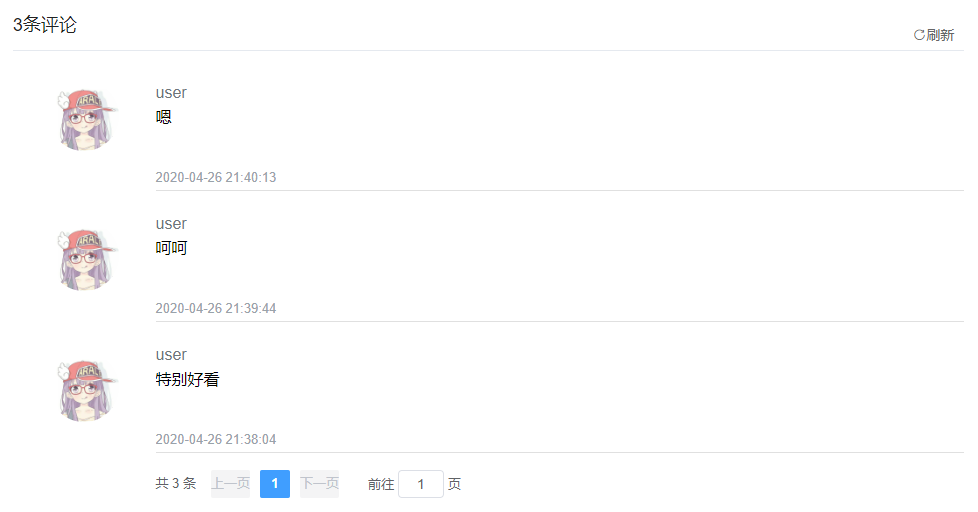 3条评论
刷新
user
嗯
2020-04-26 21:40:13
user
呵呵
2020-04-26 21:39:44
user
特别好看
2020-04-26 21:38:04
共 3 条 上一页 1 下一页 前往 1 页